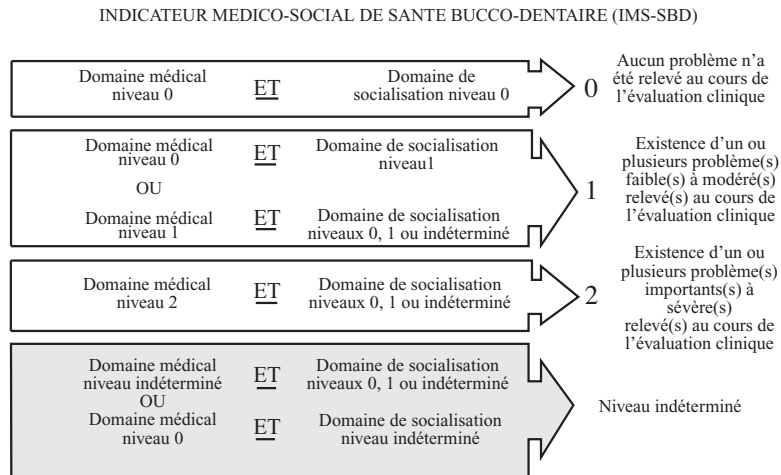 INDICATEUR MEDICO-SOCIAL DE SANTE BUCCO-DENTAIRE (IMS-SBD)
Domaine médical
niveau 0
ET
Domaine de
socialisation niveau 0
0
Aucun problème n’a
été relevé au cours de
l’évaluation clinique
Domaine médical
niveau 0
ET
Domaine de socialisation
niveau1
OU
Domaine médical
niveau 1
ET
Domaine de socialisation
niveaux 0, 1 ou indéterminé
1
Existence d’un ou
plusieurs problème(s)
faible(s) à modéré(s)
relevé(s) au cours de
l’évaluation clinique
Domaine médical
niveau 2
ET
Domaine de socialisation
niveaux 0, 1 ou indéterminé
2
Existence d’un ou
plusieurs problème(s)
importants(s) à
sévère(s)
relevé(s) au cours de
l’évaluation clinique
Domaine médical
niveau indéterminé
ET
Domaine de socialisation
niveaux 0, 1 ou indéterminé
OU
Domaine médical
niveau 0
ET
Domaine de socialisation
niveau indéterminé
Niveau indéterminé